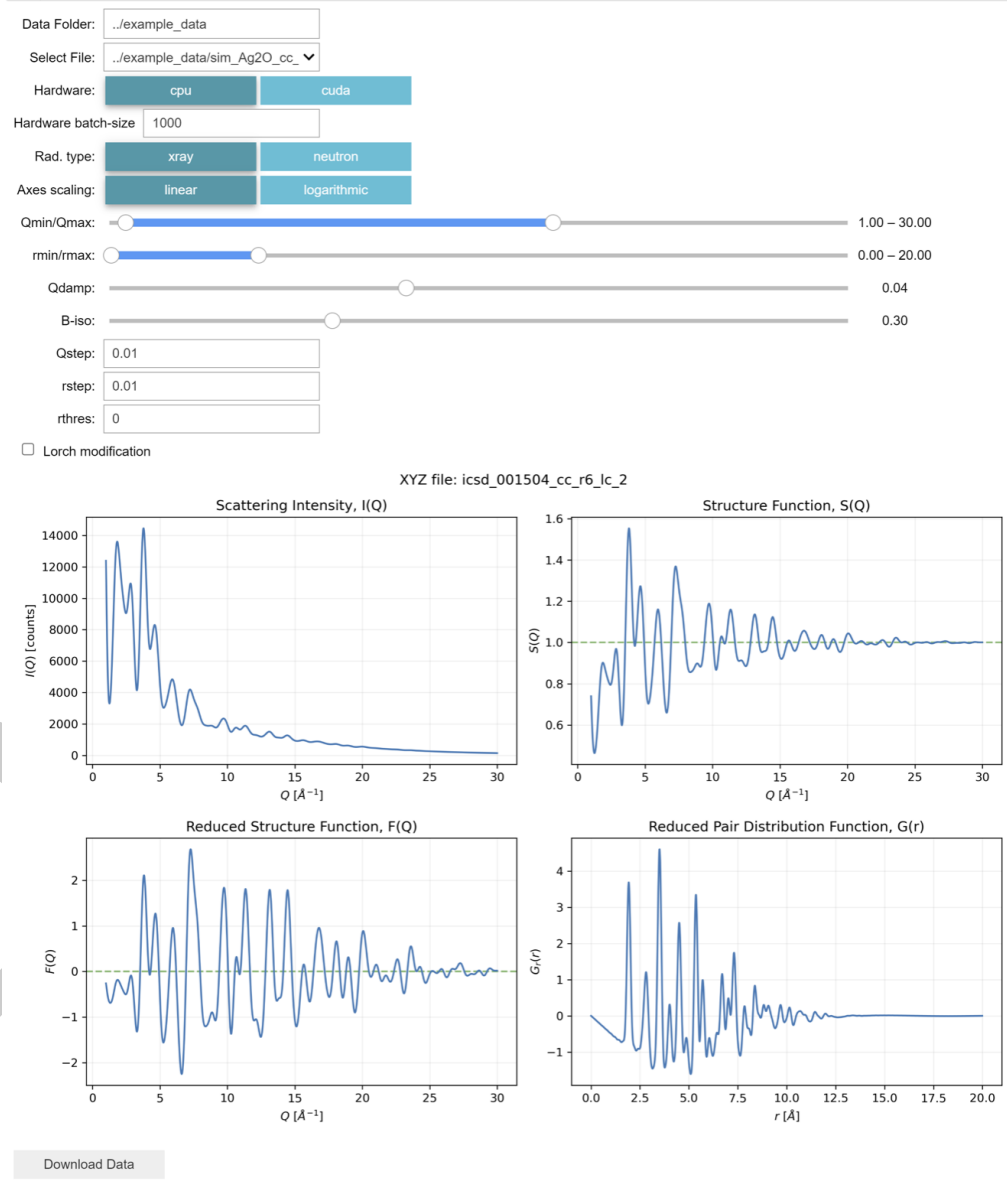 Data Folder: ../example_data
Select File: ../example_data/sim_Ag2O_cc_
Hardware: cpu cuda
Hardware batch-size 1000
Rad. type: xray neutron
Axes scaling: linear logarithmic
Qmin/Qmax: 1.00 – 30.00
rmin/rmax: 0.00 – 20.00
Qdamp: 0.04
B-iso: 0.30
Qstep: 0.01
rstep: 0.01
rthres: 0
Lorch modification
XYZ file: icsd_001504_cc_r6_lc_2
Scattering Intensity, I(Q)
I(Q) [counts]
14000
12000
10000
8000
6000
4000
2000
0
0 5 10 15 20 25 30
Q [Å⁻¹]
Structure Function, S(Q)
S(Q)
1.6
1.4
1.2
1.0
0.8
0.6
0 5 10 15 20 25 30
Q [Å⁻¹]
Reduced Structure Function, F(Q)
F(Q)
2
1
0
−1
−2
0 5 10 15 20 25 30
Q [Å⁻¹]
Reduced Pair Distribution Function, G(r)
Gᵣ(r)
4
3
2
1
0
−1
0.0 2.5 5.0 7.5 10.0 12.5 15.0 17.5 20.0
r [Å]
Download Data